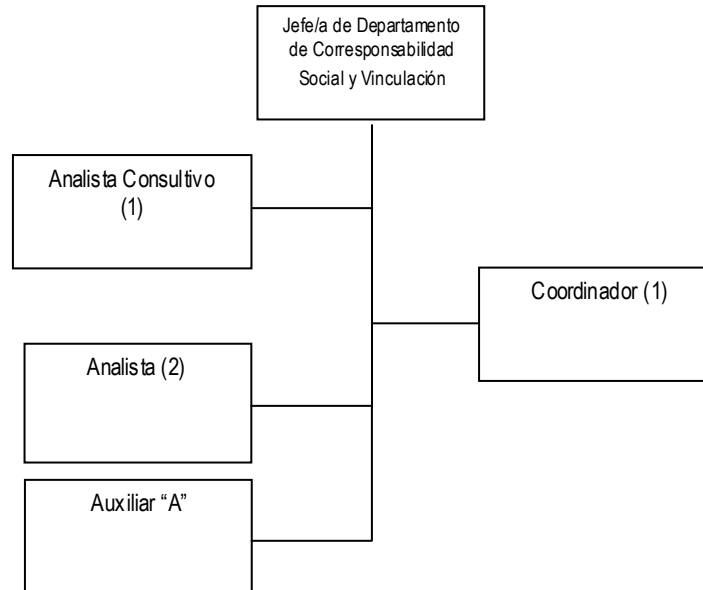 Jefe/a de Departamento
de Corresponsabilidad
Social y Vinculación
Analista Consultivo
(1)
Coordinador (1)
Analista (2)
Auxiliar “A”